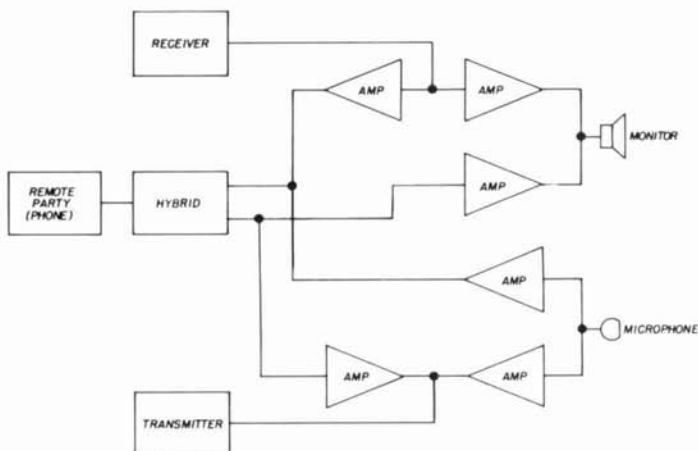 RECEIVER
AMP
AMP
MONITOR
AMP
REMOTE
PARTY
(PHONE)
HYBRID
AMP
MICROPHONE
AMP
AMP
TRANSMITTER